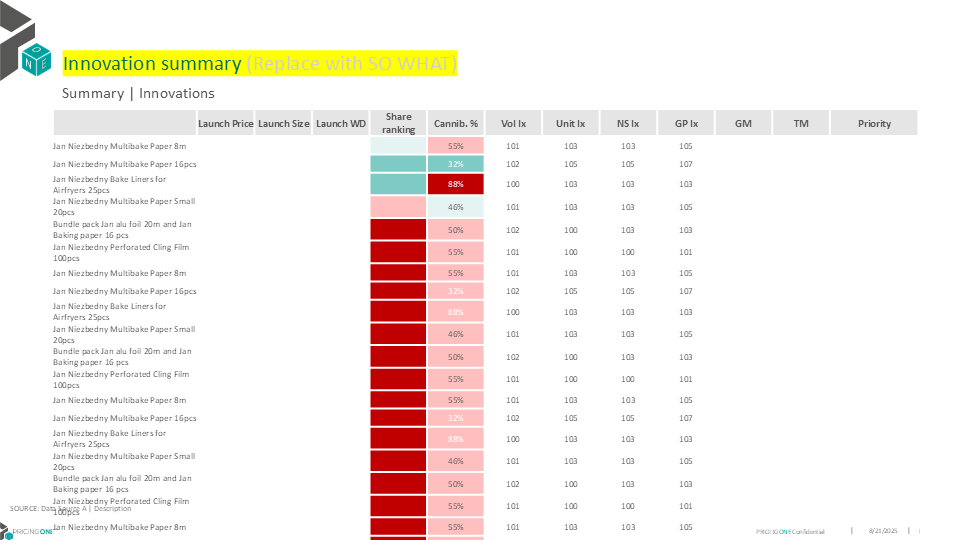 Innovation summary (Replace with SO WHAT)
Summary | Innovations
Launch Price Launch Size Launch WD Share ranking Cannib. % Vol Ix Unit Ix NS Ix GP Ix GM TM Priority
Jan Niezbedny Multibake Paper 8m 55% 101 103 103 105
Jan Niezbedny Multibake Paper 16pcs 32% 102 105 105 107
Jan Niezbedny Bake Liners for
Airfryers 25pcs 88% 100 103 103 103
Jan Niezbedny Multibake Paper Small
20pcs 46% 101 103 103 105
Bundle pack Jan alu foil 20m and Jan
Baking paper 16 pcs 50% 102 100 103 103
Jan Niezbedny Perforated Cling Film
100pcs 55% 101 100 100 101
Jan Niezbedny Multibake Paper 8m 55% 101 103 103 105
Jan Niezbedny Multibake Paper 16pcs 32% 102 105 105 107
Jan Niezbedny Bake Liners for
Airfryers 25pcs 88% 100 103 103 103
Jan Niezbedny Multibake Paper Small
20pcs 46% 101 103 103 105
Bundle pack Jan alu foil 20m and Jan
Baking paper 16 pcs 50% 102 100 103 103
Jan Niezbedny Perforated Cling Film
100pcs 55% 101 100 100 101
Jan Niezbedny Multibake Paper 8m 55% 101 103 103 105
Jan Niezbedny Multibake Paper 16pcs 32% 102 105 105 107
Jan Niezbedny Bake Liners for
Airfryers 25pcs 88% 100 103 103 103
Jan Niezbedny Multibake Paper Small
20pcs 46% 101 103 103 105
Bundle pack Jan alu foil 20m and Jan
Baking paper 16 pcs 50% 102 100 103 103
Jan Niezbedny Perforated Cling Film
100pcs 55% 101 100 100 101
SOURCE: Data Source A | Description
Jan Niezbedny Multibake Paper 8m 55% 101 103 103 105
PRICINGONE
PRICINGONE Confidential | 8/21/2025 |